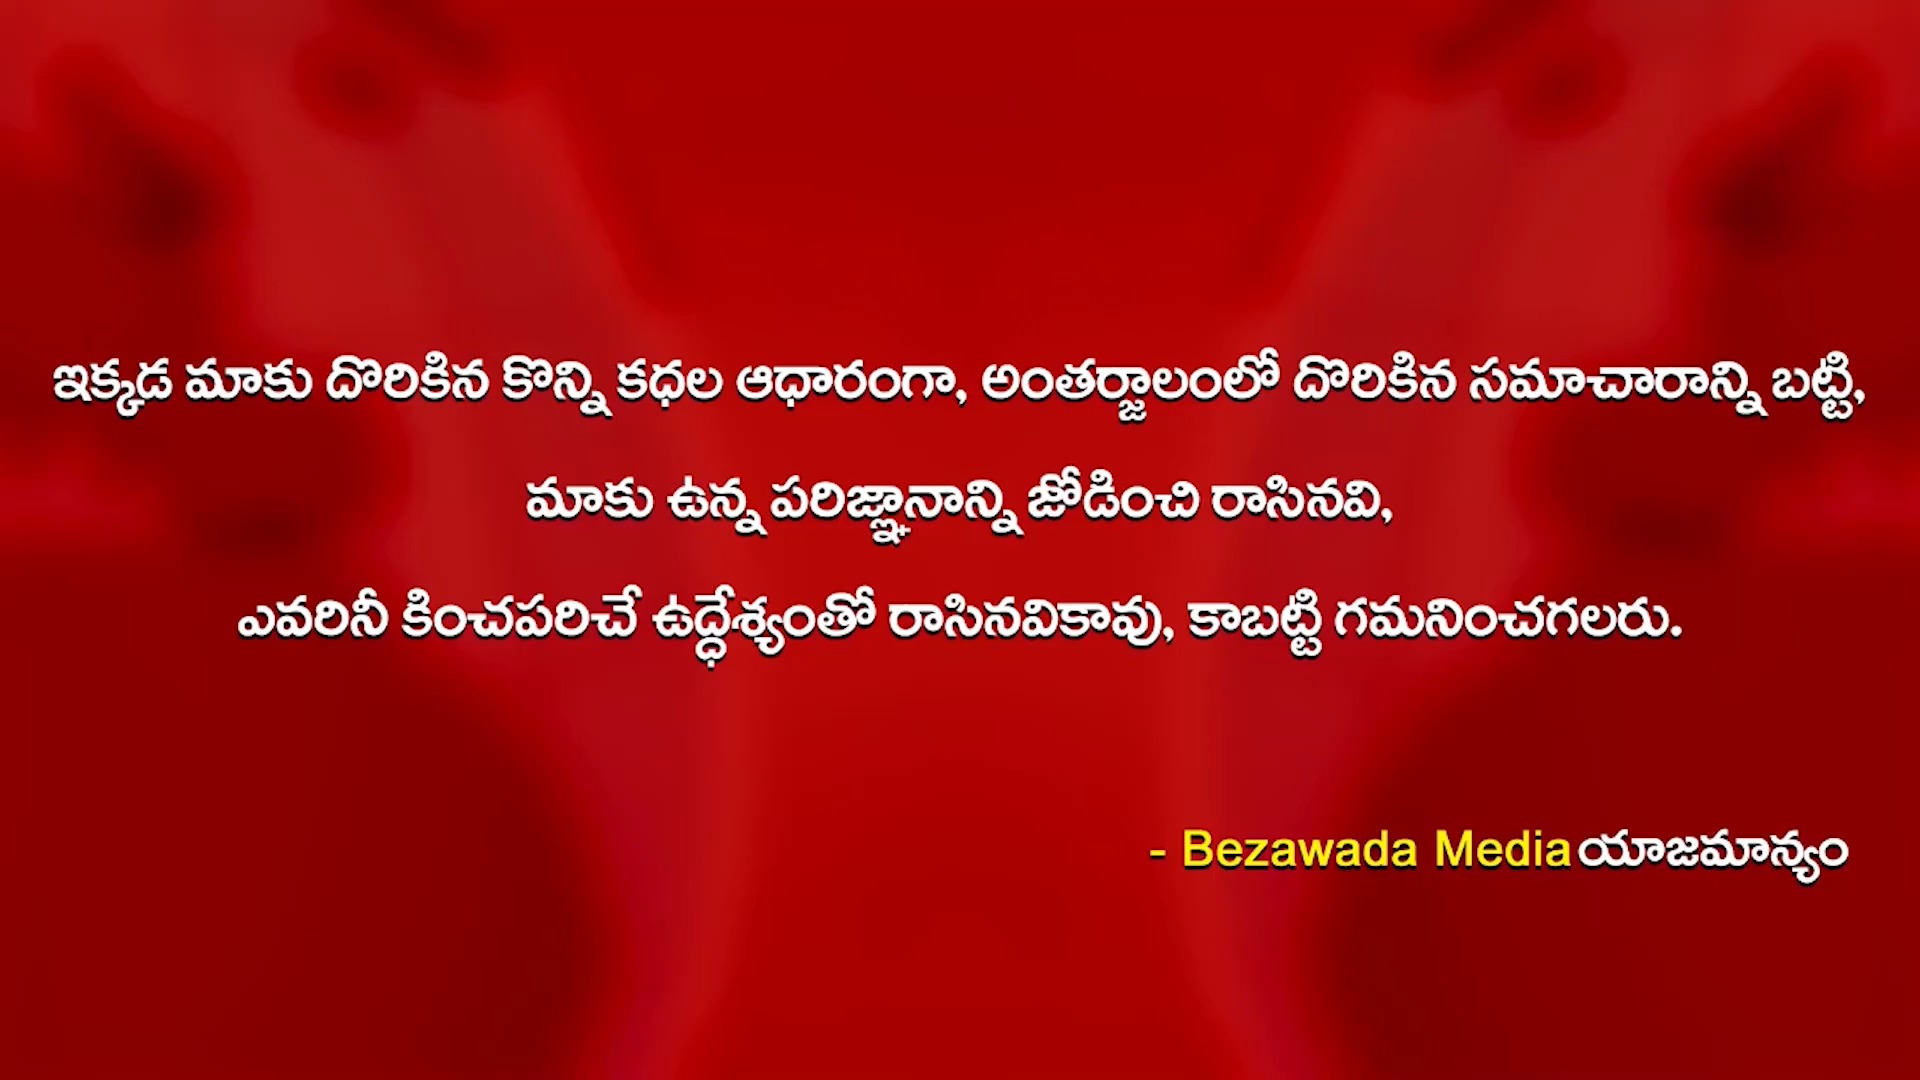 ఇక్కడ మాకు దొరికిన కొన్ని కధల ఆధారంగా, అంతర్జాలంలో దొరికిన సమాచారాన్ని బట్టి,
మాకు ఉన్న పరిజ్ఞానాన్ని జోడించి రాసినవి,
ఎవరినీ కించపరిచే ఉద్ధేశ్యంతో రాసినవికావు, కాబట్టి గమనించగలరు.
- Bezawada Media యాజమాన్యం